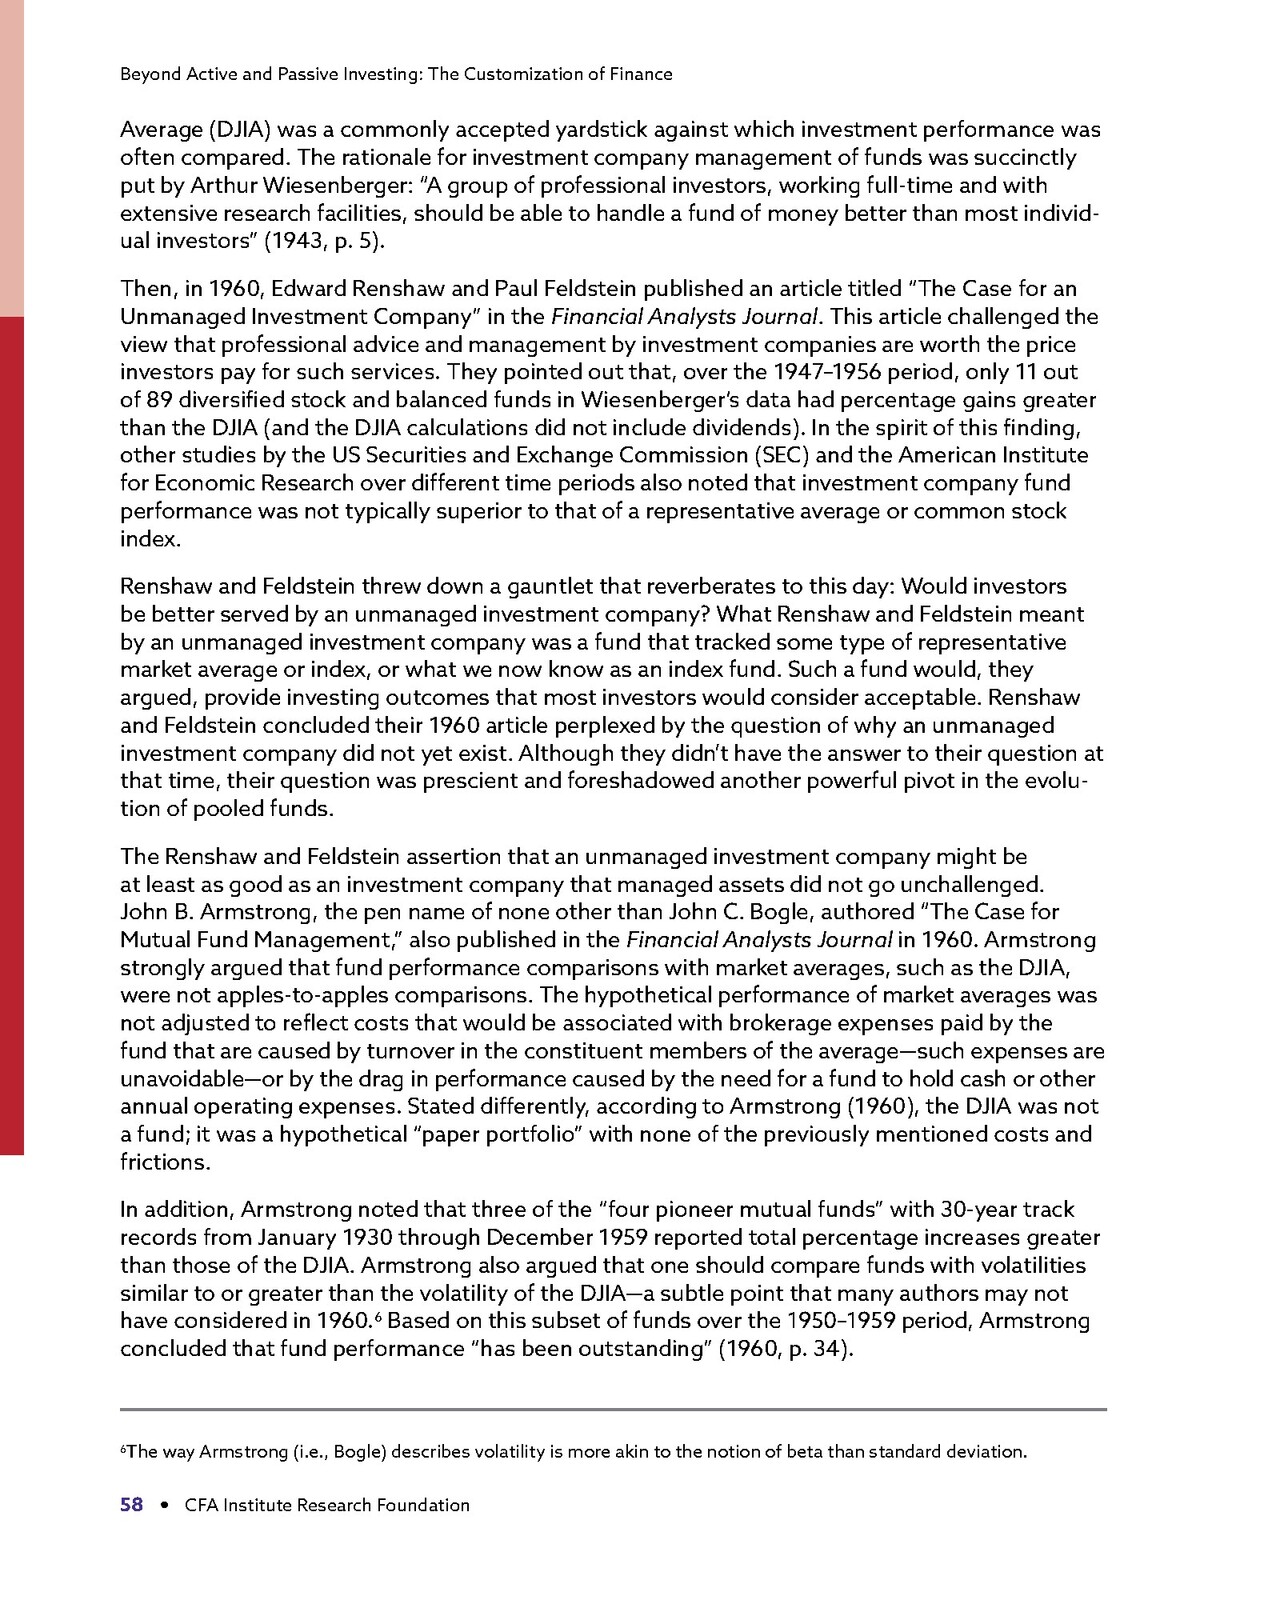 Beyond Active and Passive Investing: The Customization of Finance
Average (DJIA) was a commonly accepted yardstick against which investment performance was
often compared. The rationale for investment company management of funds was succinctly
put by Arthur Wiesenberger: “A group of professional investors, working full-time and with
extensive research facilities, should be able to handle a fund of money better than most individ-
ual investors” (1943, p. 5).
Then, in 1960, Edward Renshaw and Paul Feldstein published an article titled “The Case for an
Unmanaged Investment Company” in the Financial Analysts Journal. This article challenged the
view that professional advice and management by investment companies are worth the price
investors pay for such services. They pointed out that, over the 1947–1956 period, only 11 out
of 89 diversified stock and balanced funds in Wiesenberger’s data had percentage gains greater
than the DJIA (and the DJIA calculations did not include dividends). In the spirit of this finding,
other studies by the US Securities and Exchange Commission (SEC) and the American Institute
for Economic Research over different time periods also noted that investment company fund
performance was not typically superior to that of a representative average or common stock
index.
Renshaw and Feldstein threw down a gauntlet that reverberates to this day: Would investors
be better served by an unmanaged investment company? What Renshaw and Feldstein meant
by an unmanaged investment company was a fund that tracked some type of representative
market average or index, or what we now know as an index fund. Such a fund would, they
argued, provide investing outcomes that most investors would consider acceptable. Renshaw
and Feldstein concluded their 1960 article perplexed by the question of why an unmanaged
investment company did not yet exist. Although they didn’t have the answer to their question at
that time, their question was prescient and foreshadowed another powerful pivot in the evolu-
tion of pooled funds.
The Renshaw and Feldstein assertion that an unmanaged investment company might be
at least as good as an investment company that managed assets did not go unchallenged.
John B. Armstrong, the pen name of none other than John C. Bogle, authored “The Case for
Mutual Fund Management,” also published in the Financial Analysts Journal in 1960. Armstrong
strongly argued that fund performance comparisons with market averages, such as the DJIA,
were not apples-to-apples comparisons. The hypothetical performance of market averages was
not adjusted to reflect costs that would be associated with brokerage expenses paid by the
fund that are caused by turnover in the constituent members of the average—such expenses are
unavoidable—or by the drag in performance caused by the need for a fund to hold cash or other
annual operating expenses. Stated differently, according to Armstrong (1960), the DJIA was not
a fund; it was a hypothetical “paper portfolio” with none of the previously mentioned costs and
frictions.
In addition, Armstrong noted that three of the “four pioneer mutual funds” with 30-year track
records from January 1930 through December 1959 reported total percentage increases greater
than those of the DJIA. Armstrong also argued that one should compare funds with volatilities
similar to or greater than the volatility of the DJIA—a subtle point that many authors may not
have considered in 1960.⁶ Based on this subset of funds over the 1950–1959 period, Armstrong
concluded that fund performance “has been outstanding” (1960, p. 34).
⁶The way Armstrong (i.e., Bogle) describes volatility is more akin to the notion of beta than standard deviation.
58 • CFA Institute Research Foundation